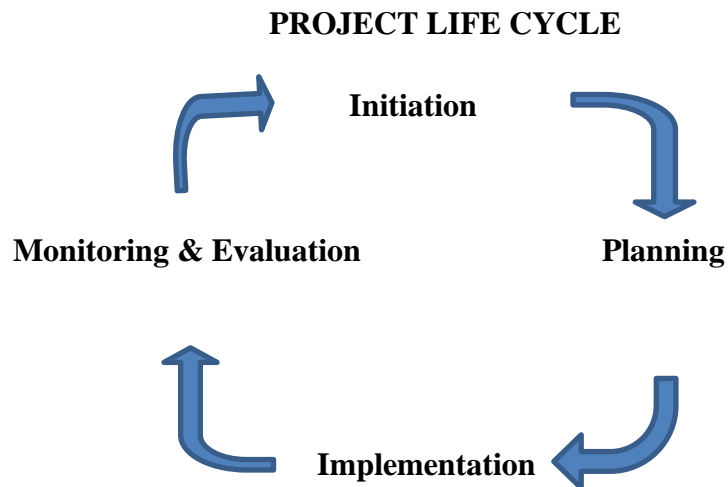 PROJECT LIFE CYCLE
Initiation
Monitoring & Evaluation
Planning
Implementation